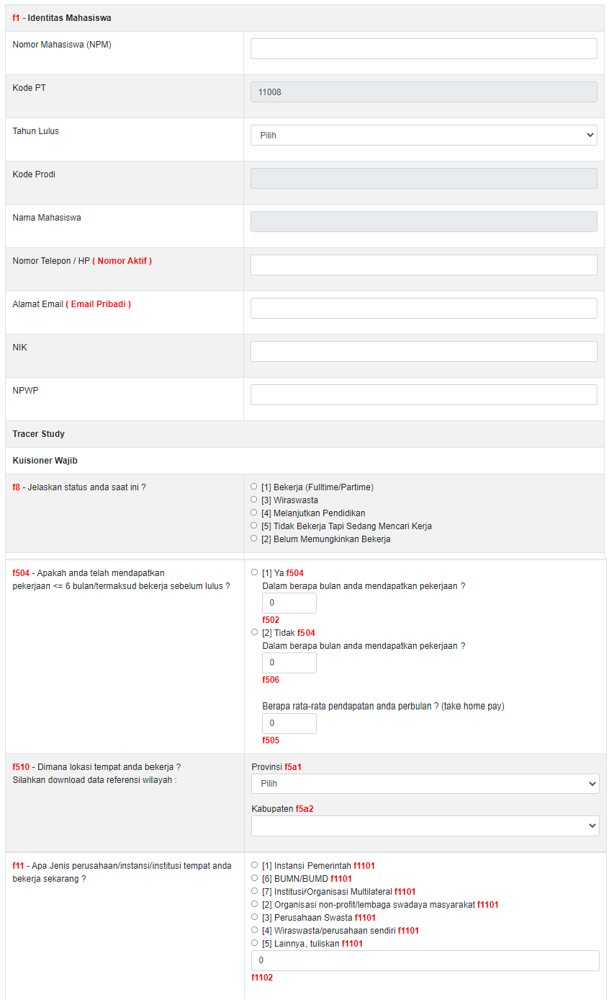 f1 - Identitas Mahasiswa
Nomor Mahasiswa (NPM)
Kode PT
11008
Tahun Lulus
Pilih
Kode Prodi
Nama Mahasiswa
Nomor Telepon / HP ( Nomor Aktif )
Alamat Email ( Email Pribadi )
NIK
NPWP
Tracer Study
Kuisioner Wajib
f8 - Jelaskan status anda saat ini ?
[1] Bekerja (Fulltime/Partime)
[3] Wiraswasta
[4] Melanjutkan Pendidikan
[5] Tidak Bekerja Tapi Sedang Mencari Kerja
[2] Belum Memungkinkan Bekerja
f504 - Apakah anda telah mendapatkan
pekerjaan <= 6 bulan/termaksud bekerja sebelum lulus ?
[1] Ya f504
Dalam berapa bulan anda mendapatkan pekerjaan ?
0
f502
[2] Tidak f504
Dalam berapa bulan anda mendapatkan pekerjaan ?
0
f506
Berapa rata-rata pendapatan anda perbulan ? (take home pay)
0
f505
f510 - Dimana lokasi tempat anda bekerja ?
Silahkan download data referensi wilayah :
Provinsi f5a1
Pilih
Kabupaten f5a2
f11 - Apa Jenis perusahaan/instansi/institusi tempat anda
bekerja sekarang ?
[1] Instansi Pemerintah f1101
[6] BUMN/BUMD f1101
[7] Institusi/Organisasi Multilateral f1101
[2] Organisasi non-profit/lembaga swadaya masyarakat f1101
[3] Perusahaan Swasta f1101
[4] Wiraswasta/perusahaan sendiri f1101
[5] Lainnya, tuliskan f1101
0
f1102